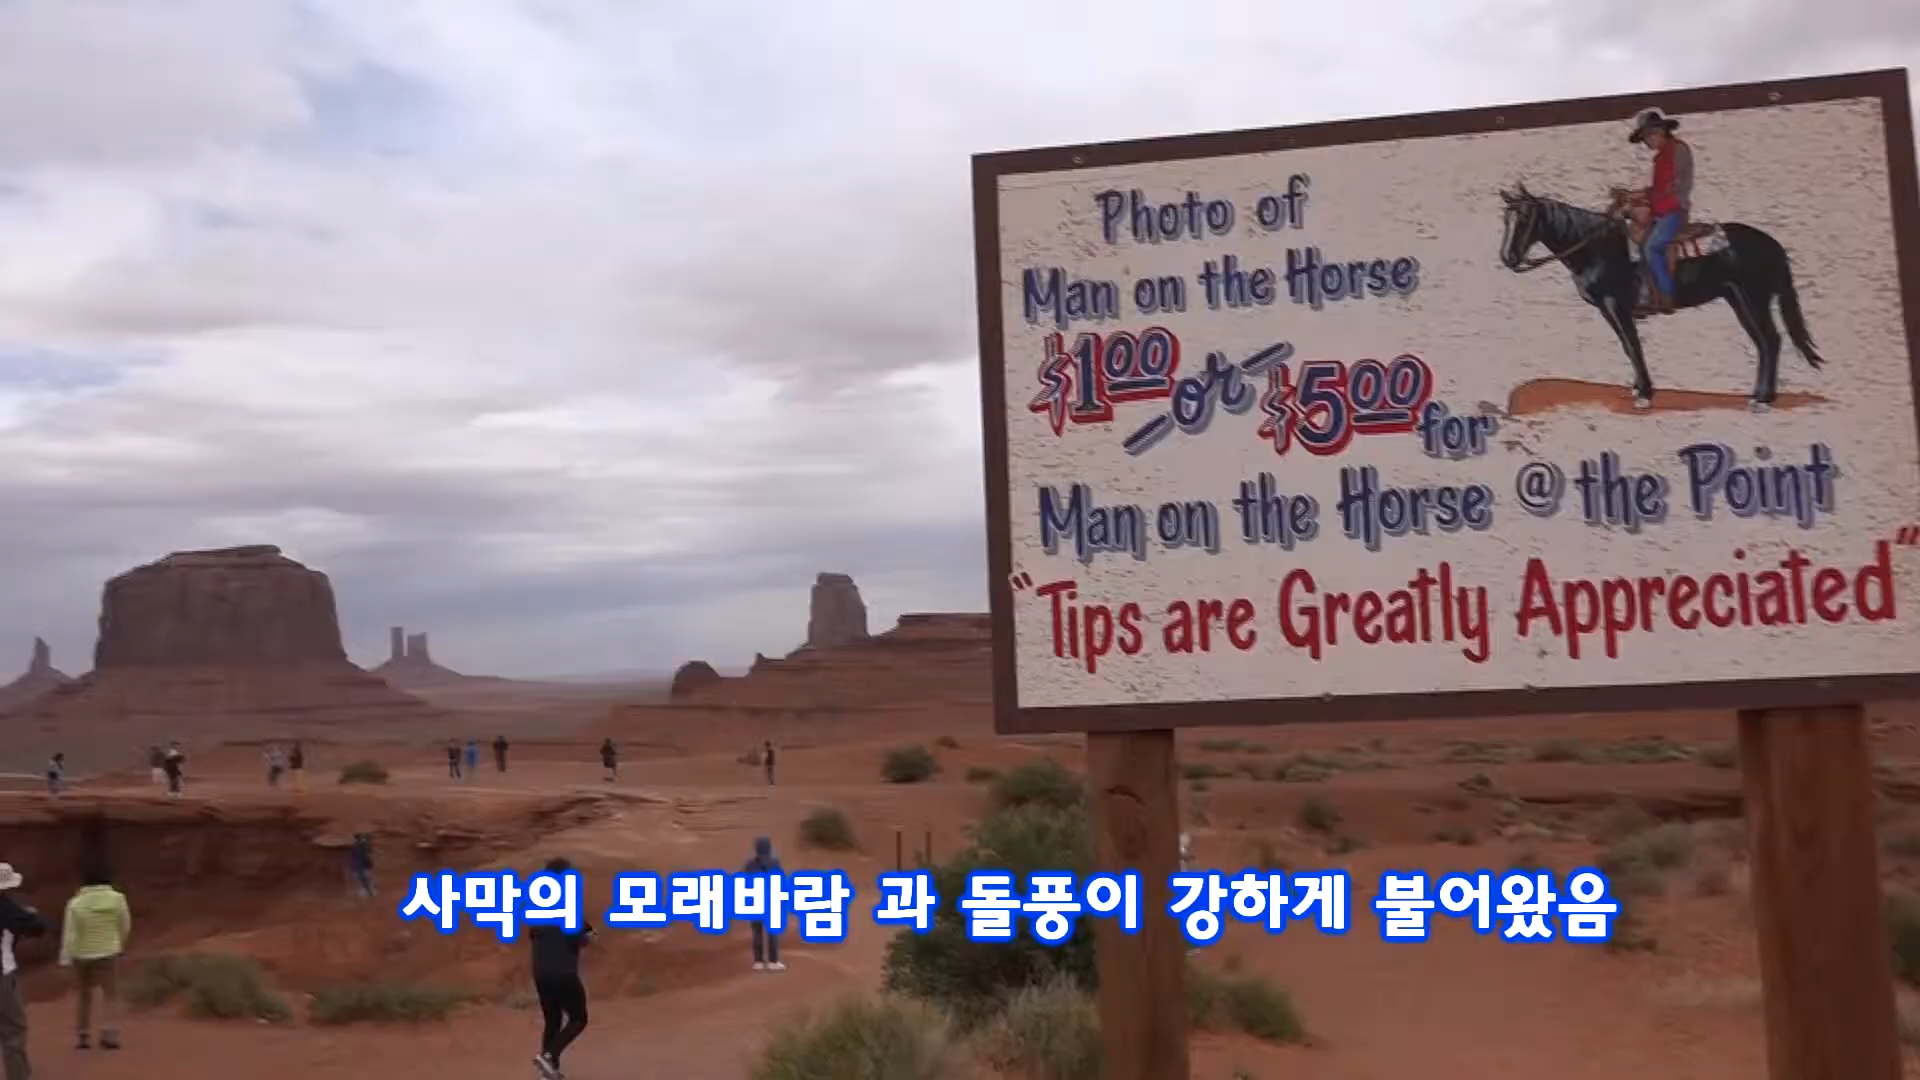 Photo of
Man on the Horse
$1.00 or $5.00 for
Man on the Horse @ the Point
"Tips are Greatly Appreciated"
사막의 모래바람 과 돌풍이 강하게 불어왔음